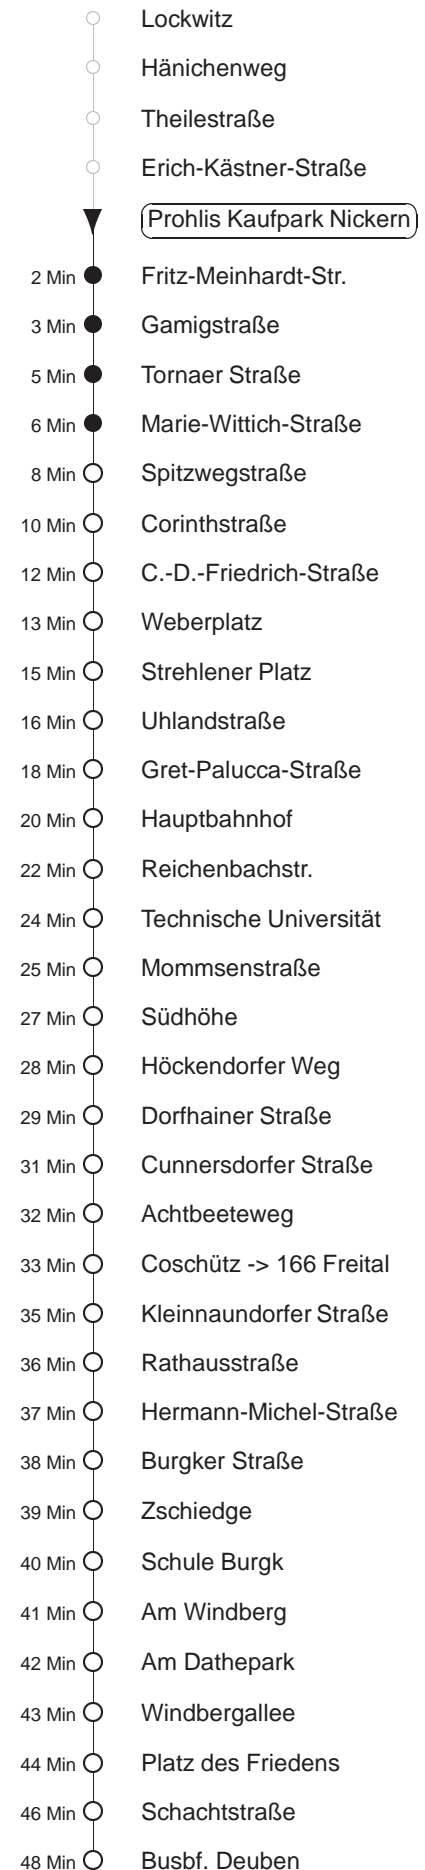 Lockwitz
Hänichenweg
Theilestraße
Erich-Kästner-Straße
Prohlis Kaufpark Nickern
2 Min Fritz-Meinhardt-Str.
3 Min Gamigstraße
5 Min Tornaer Straße
6 Min Marie-Wittich-Straße
8 Min Spitzwegstraße
10 Min Corinthstraße
12 Min C.-D.-Friedrich-Straße
13 Min Weberplatz
15 Min Strehlener Platz
16 Min Uhlandstraße
18 Min Gret-Palucca-Straße
20 Min Hauptbahnhof
22 Min Reichenbachstr.
24 Min Technische Universität
25 Min Mommsenstraße
27 Min Südhöhe
28 Min Höckendorfer Weg
29 Min Dorfhainer Straße
31 Min Cunnersdorfer Straße
32 Min Achtbeeteweg
33 Min Coschütz -> 166 Freital
35 Min Kleinnaundorfer Straße
36 Min Rathausstraße
37 Min Hermann-Michel-Straße
38 Min Burgker Straße
39 Min Zschiedge
40 Min Schule Burgk
41 Min Am Windberg
42 Min Am Dathepark
43 Min Windbergallee
44 Min Platz des Friedens
46 Min Schachtstraße
48 Min Busbf. Deuben